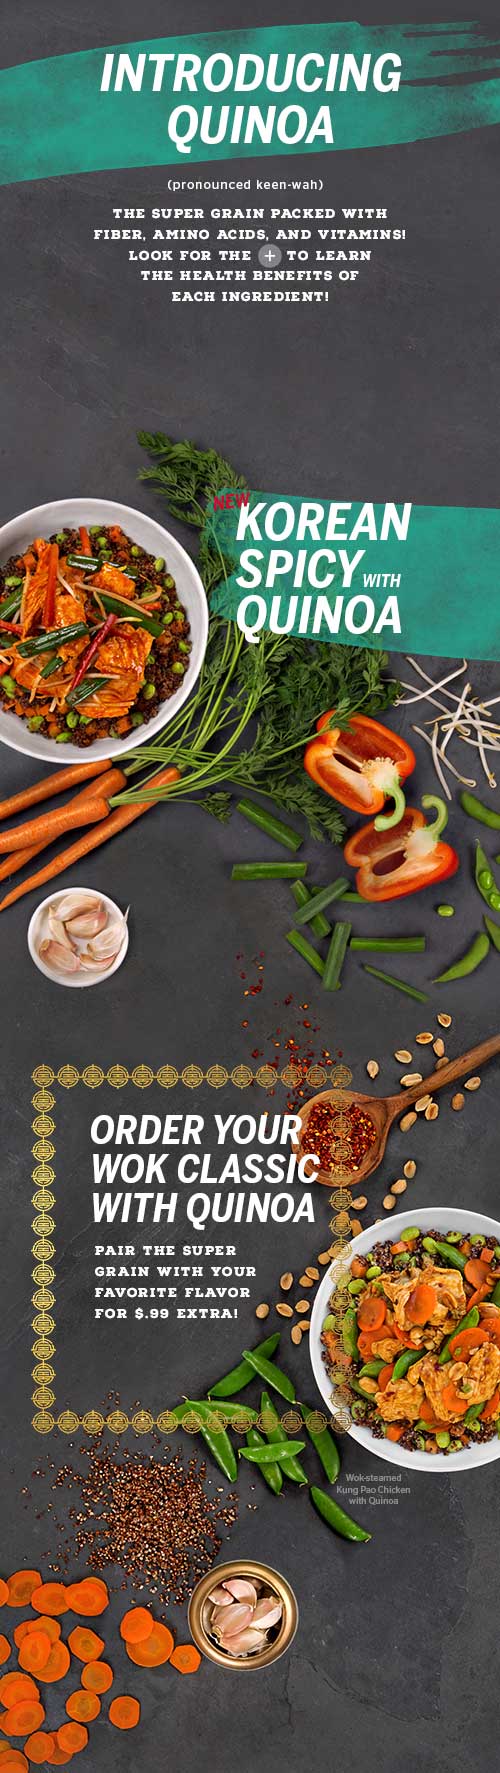 INTRODUCING
QUINOA
(pronounced keen-wah)
THE SUPER GRAIN PACKED WITH
FIBER, AMINO ACIDS, AND VITAMINS!
LOOK FOR THE + TO LEARN
THE HEALTH BENEFITS OF
EACH INGREDIENT!
NEW
KOREAN
SPICY WITH
QUINOA
ORDER YOUR
WOK CLASSIC
WITH QUINOA
PAIR THE SUPER
GRAIN WITH YOUR
FAVORITE FLAVOR
FOR $.99 EXTRA!
Wok-steamed
Kung Pao Chicken
with Quinoa